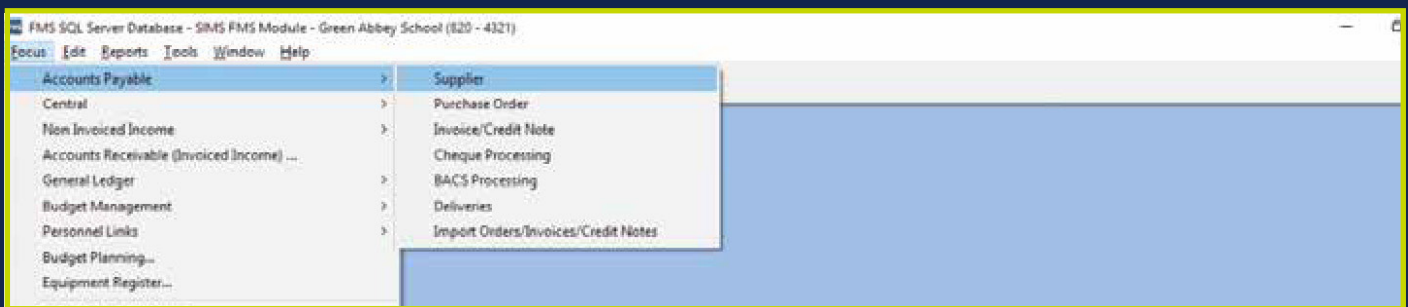 FMS SQL Server Database - SIMS FMS Module - Green Abbey School (820 - 4321)
Focus Edit Reports Tools Window Help
Accounts Payable
Central
Non Invoiced Income
Accounts Receivable (Invoiced Income) ...
General Ledger
Budget Management
Personnel Links
Budget Planning...
Equipment Register...
Supplier
Purchase Order
Invoice/Credit Note
Cheque Processing
BACS Processing
Deliveries
Import Orders/Invoices/Credit Notes